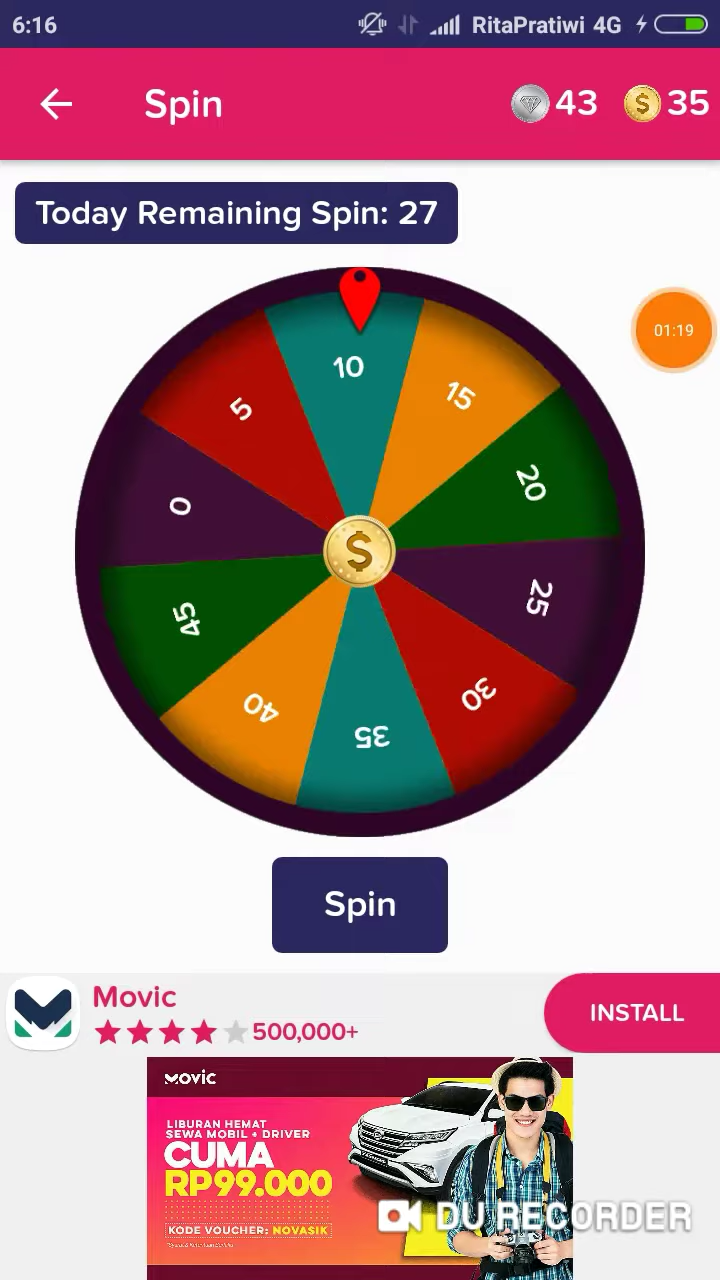 6:16 RitaPratiwi 4G
Spin 43 35
Today Remaining Spin: 27
01:19
10
15
20
25
30
35
40
45
0
5
Spin
Movic
500,000+
INSTALL
MOVIC
LIBURAN HEMAT
SEWA MOBIL • DRIVER
CUMA
RP99.000
KODE VOUCHER: NOVASIK
DU RECORDER